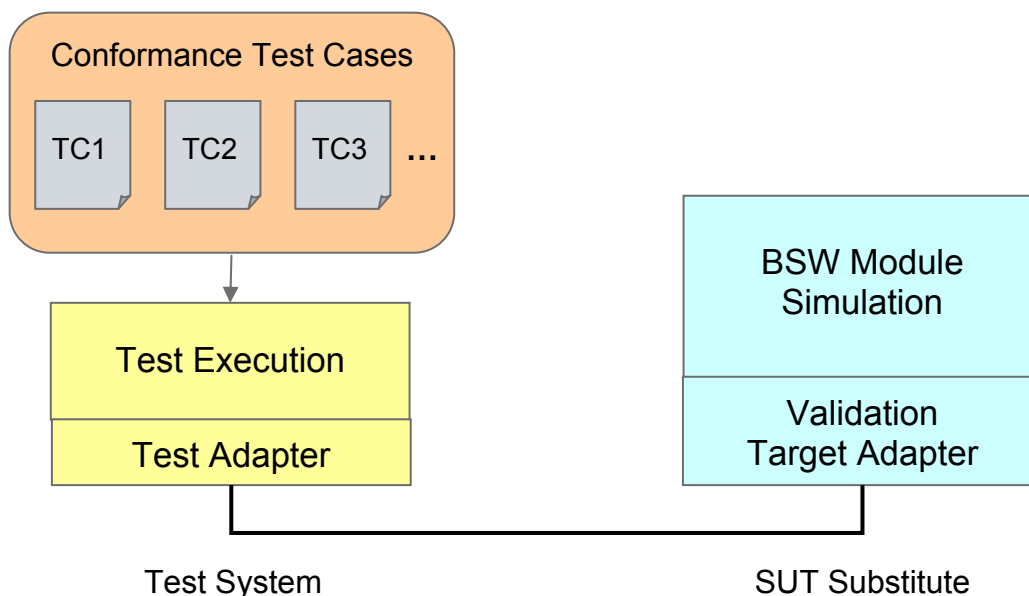 Conformance Test Cases
TC1 TC2 TC3 ...
BSW Module
Simulation
Test Execution
Validation
Target Adapter
Test Adapter
Test System
SUT Substitute